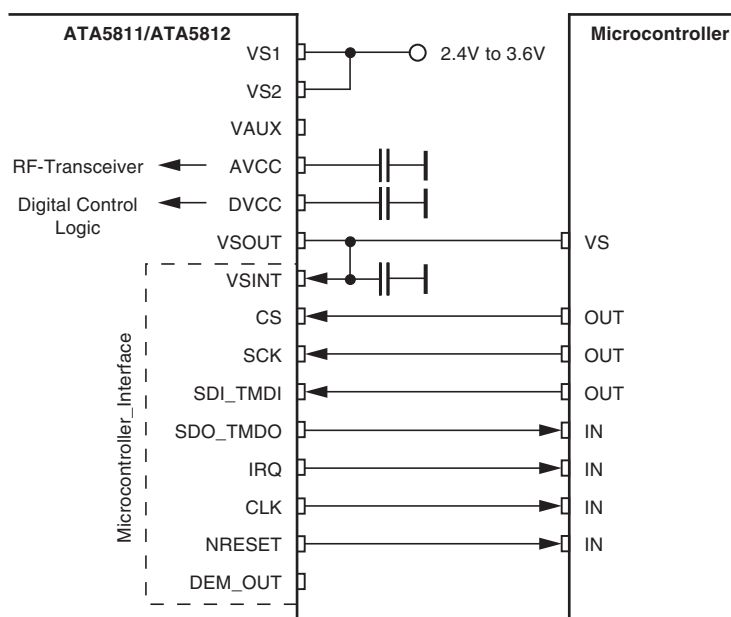 ATA5811/ATA5812
Microcontroller
VS1
2.4V to 3.6V
VS2
VAUX
RF-Transceiver
AVCC
Digital Control
Logic
DVCC
VSOUT
VS
VSINT
CS
OUT
SCK
OUT
SDI_TMDI
OUT
SDO_TMDO
IN
IRQ
IN
CLK
IN
NRESET
IN
DEM_OUT
Microcontroller_Interface